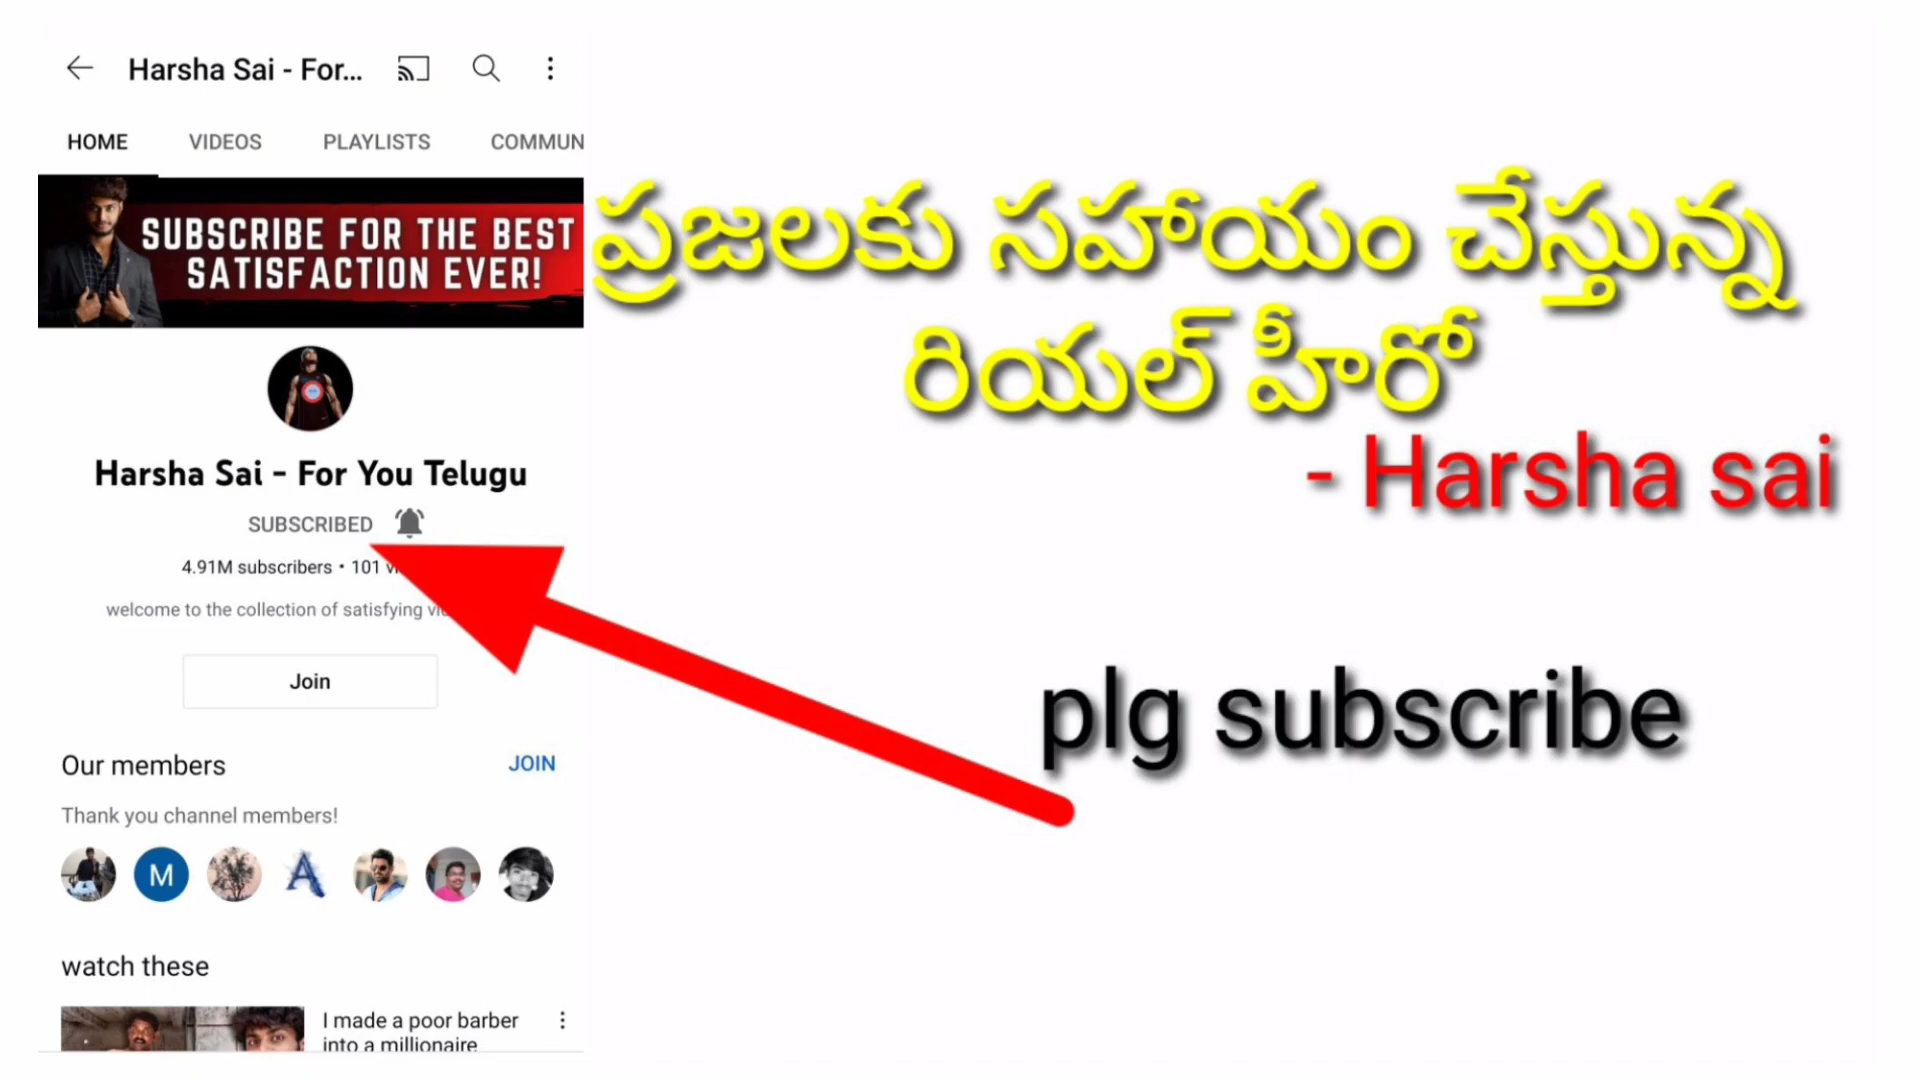 Harsha Sai - For...
HOME VIDEOS PLAYLISTS COMMUN
SUBSCRIBE FOR THE BEST
SATISFACTION EVER!
Harsha Sai - For You Telugu
SUBSCRIBED
4.91M subscribers • 101
welcome to the collection of satisfying
Join
Our members
JOIN
Thank you channel members!
M
A
watch these
I made a poor barber
into a millionaire
ప్రజలకు సహాయం చేస్తున్న
రియల్ హీరో
- Harsha sai
plg subscribe